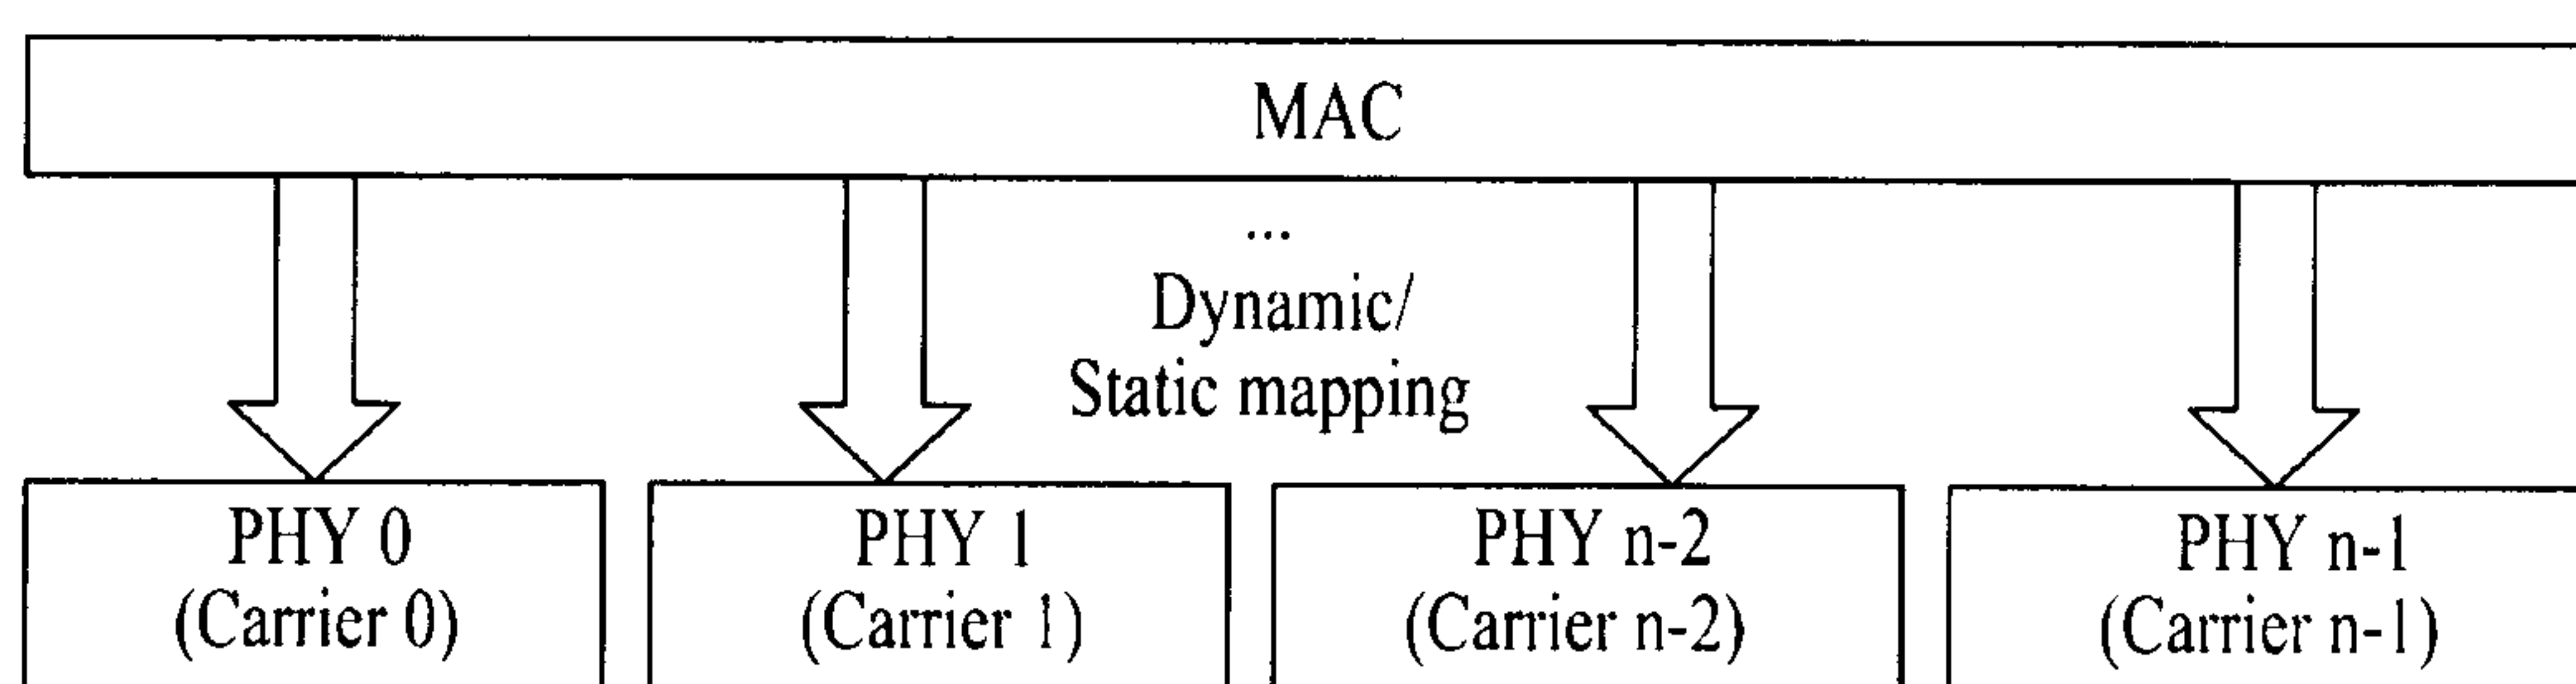 MAC
...
Dynamic/
Static mapping
PHY 0
(Carrier 0)
PHY 1
(Carrier 1)
PHY n-2
(Carrier n-2)
PHY n-1
(Carrier n-1)